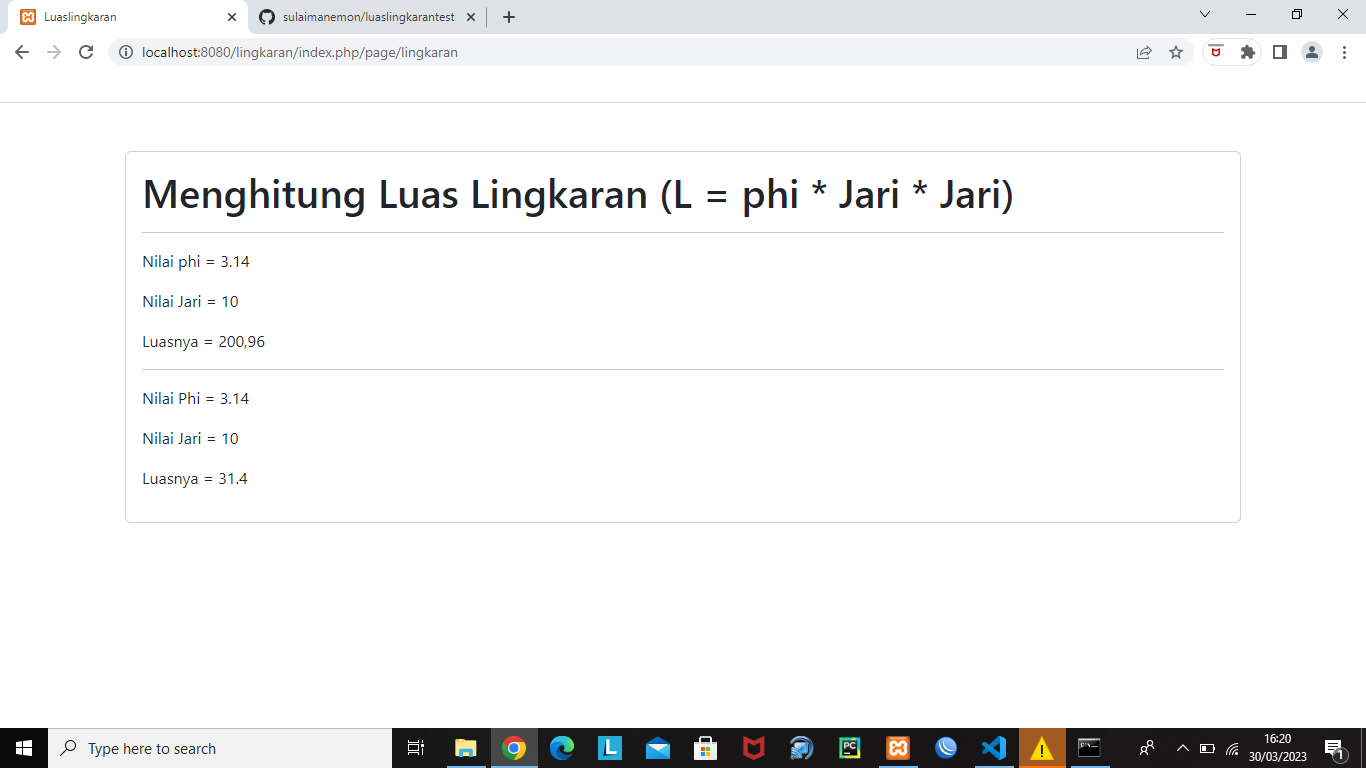 Luaslingkaran
sulaimanemon/luaslingkarantest
localhost:8080/lingkaran/index.php/page/lingkaran
Menghitung Luas Lingkaran (L = phi * Jari * Jari)
Nilai phi = 3.14
Nilai Jari = 10
Luasnya = 200,96
Nilai Phi = 3.14
Nilai Jari = 10
Luasnya = 31.4
Type here to search
L
PC
16:20
30/03/2023
1